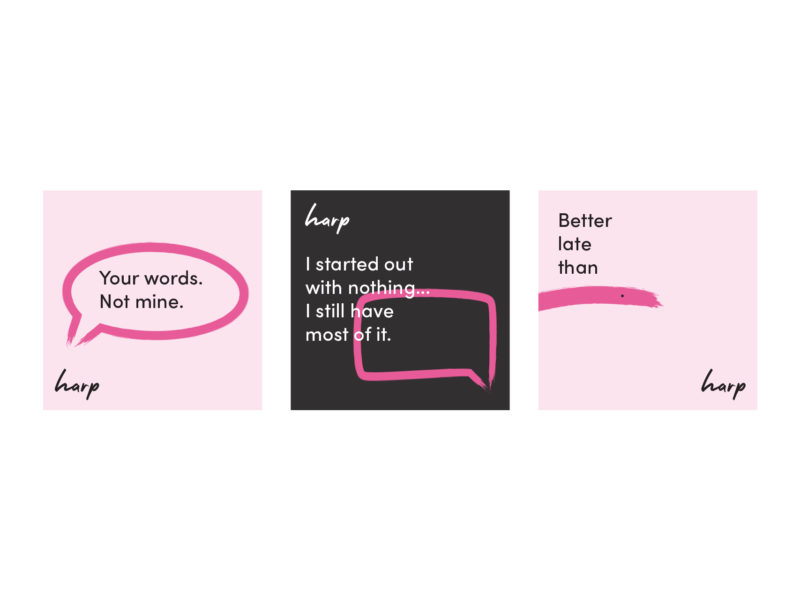 Your words.
Not mine.
harp
harp
I started out
with nothing...
I still have
most of it.
Better
late
than
harp